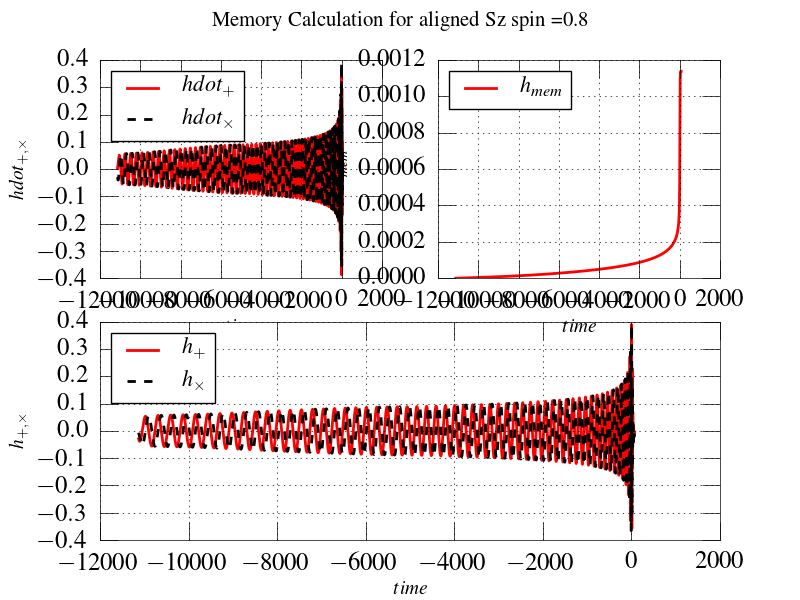 Memory Calculation for aligned Sz spin =0.8
0.4
0.3
0.2
0.1
0.0
−0.1
−0.2
−0.3
−0.4
hdot+,×
hdot+
hdot×
−12000 −10000 −8000 −6000 −4000 −2000 0 2000
0.0012
0.0010
0.0008
0.0006
0.0004
0.0002
0.0000
mem
hmem
−12000 −10000 −8000 −6000 −4000 −2000 0 2000
time
0.4
0.3
0.2
0.1
0.0
−0.1
−0.2
−0.3
−0.4
h+,×
h+
h×
−12000 −10000 −8000 −6000 −4000 −2000 0 2000
time